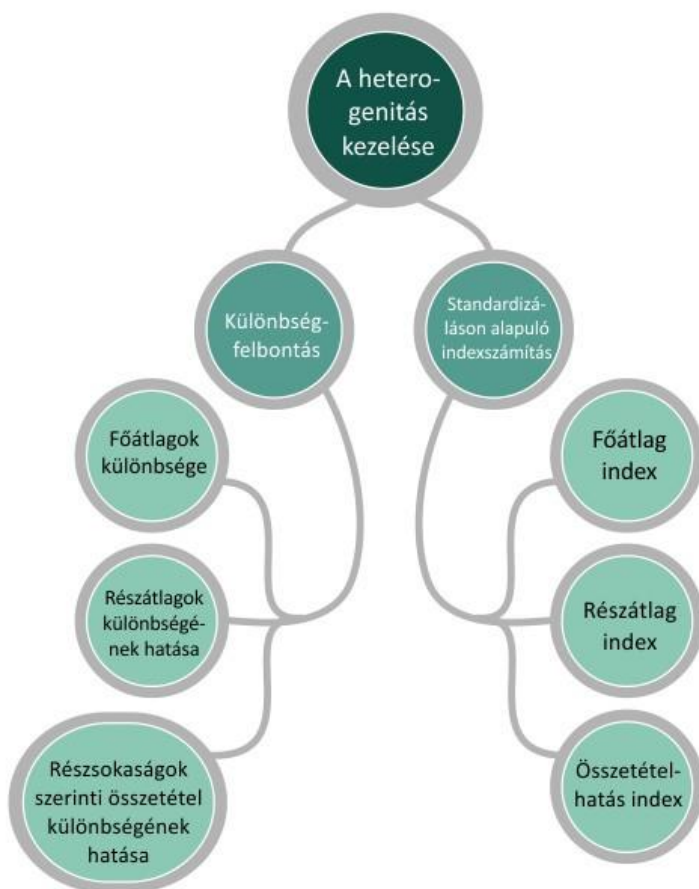 A hetero-
genitás
kezelése
Különbség-
felbontás
Standardizá-
láson alapuló
indexszámítás
Főátlagok
különbsége
Főátlag
index
Részátlagok
különbségé-
nek hatása
Részátlag
index
Részsokaságok
szerinti összetétel
különbségének
hatása
Összetétel-
hatás index